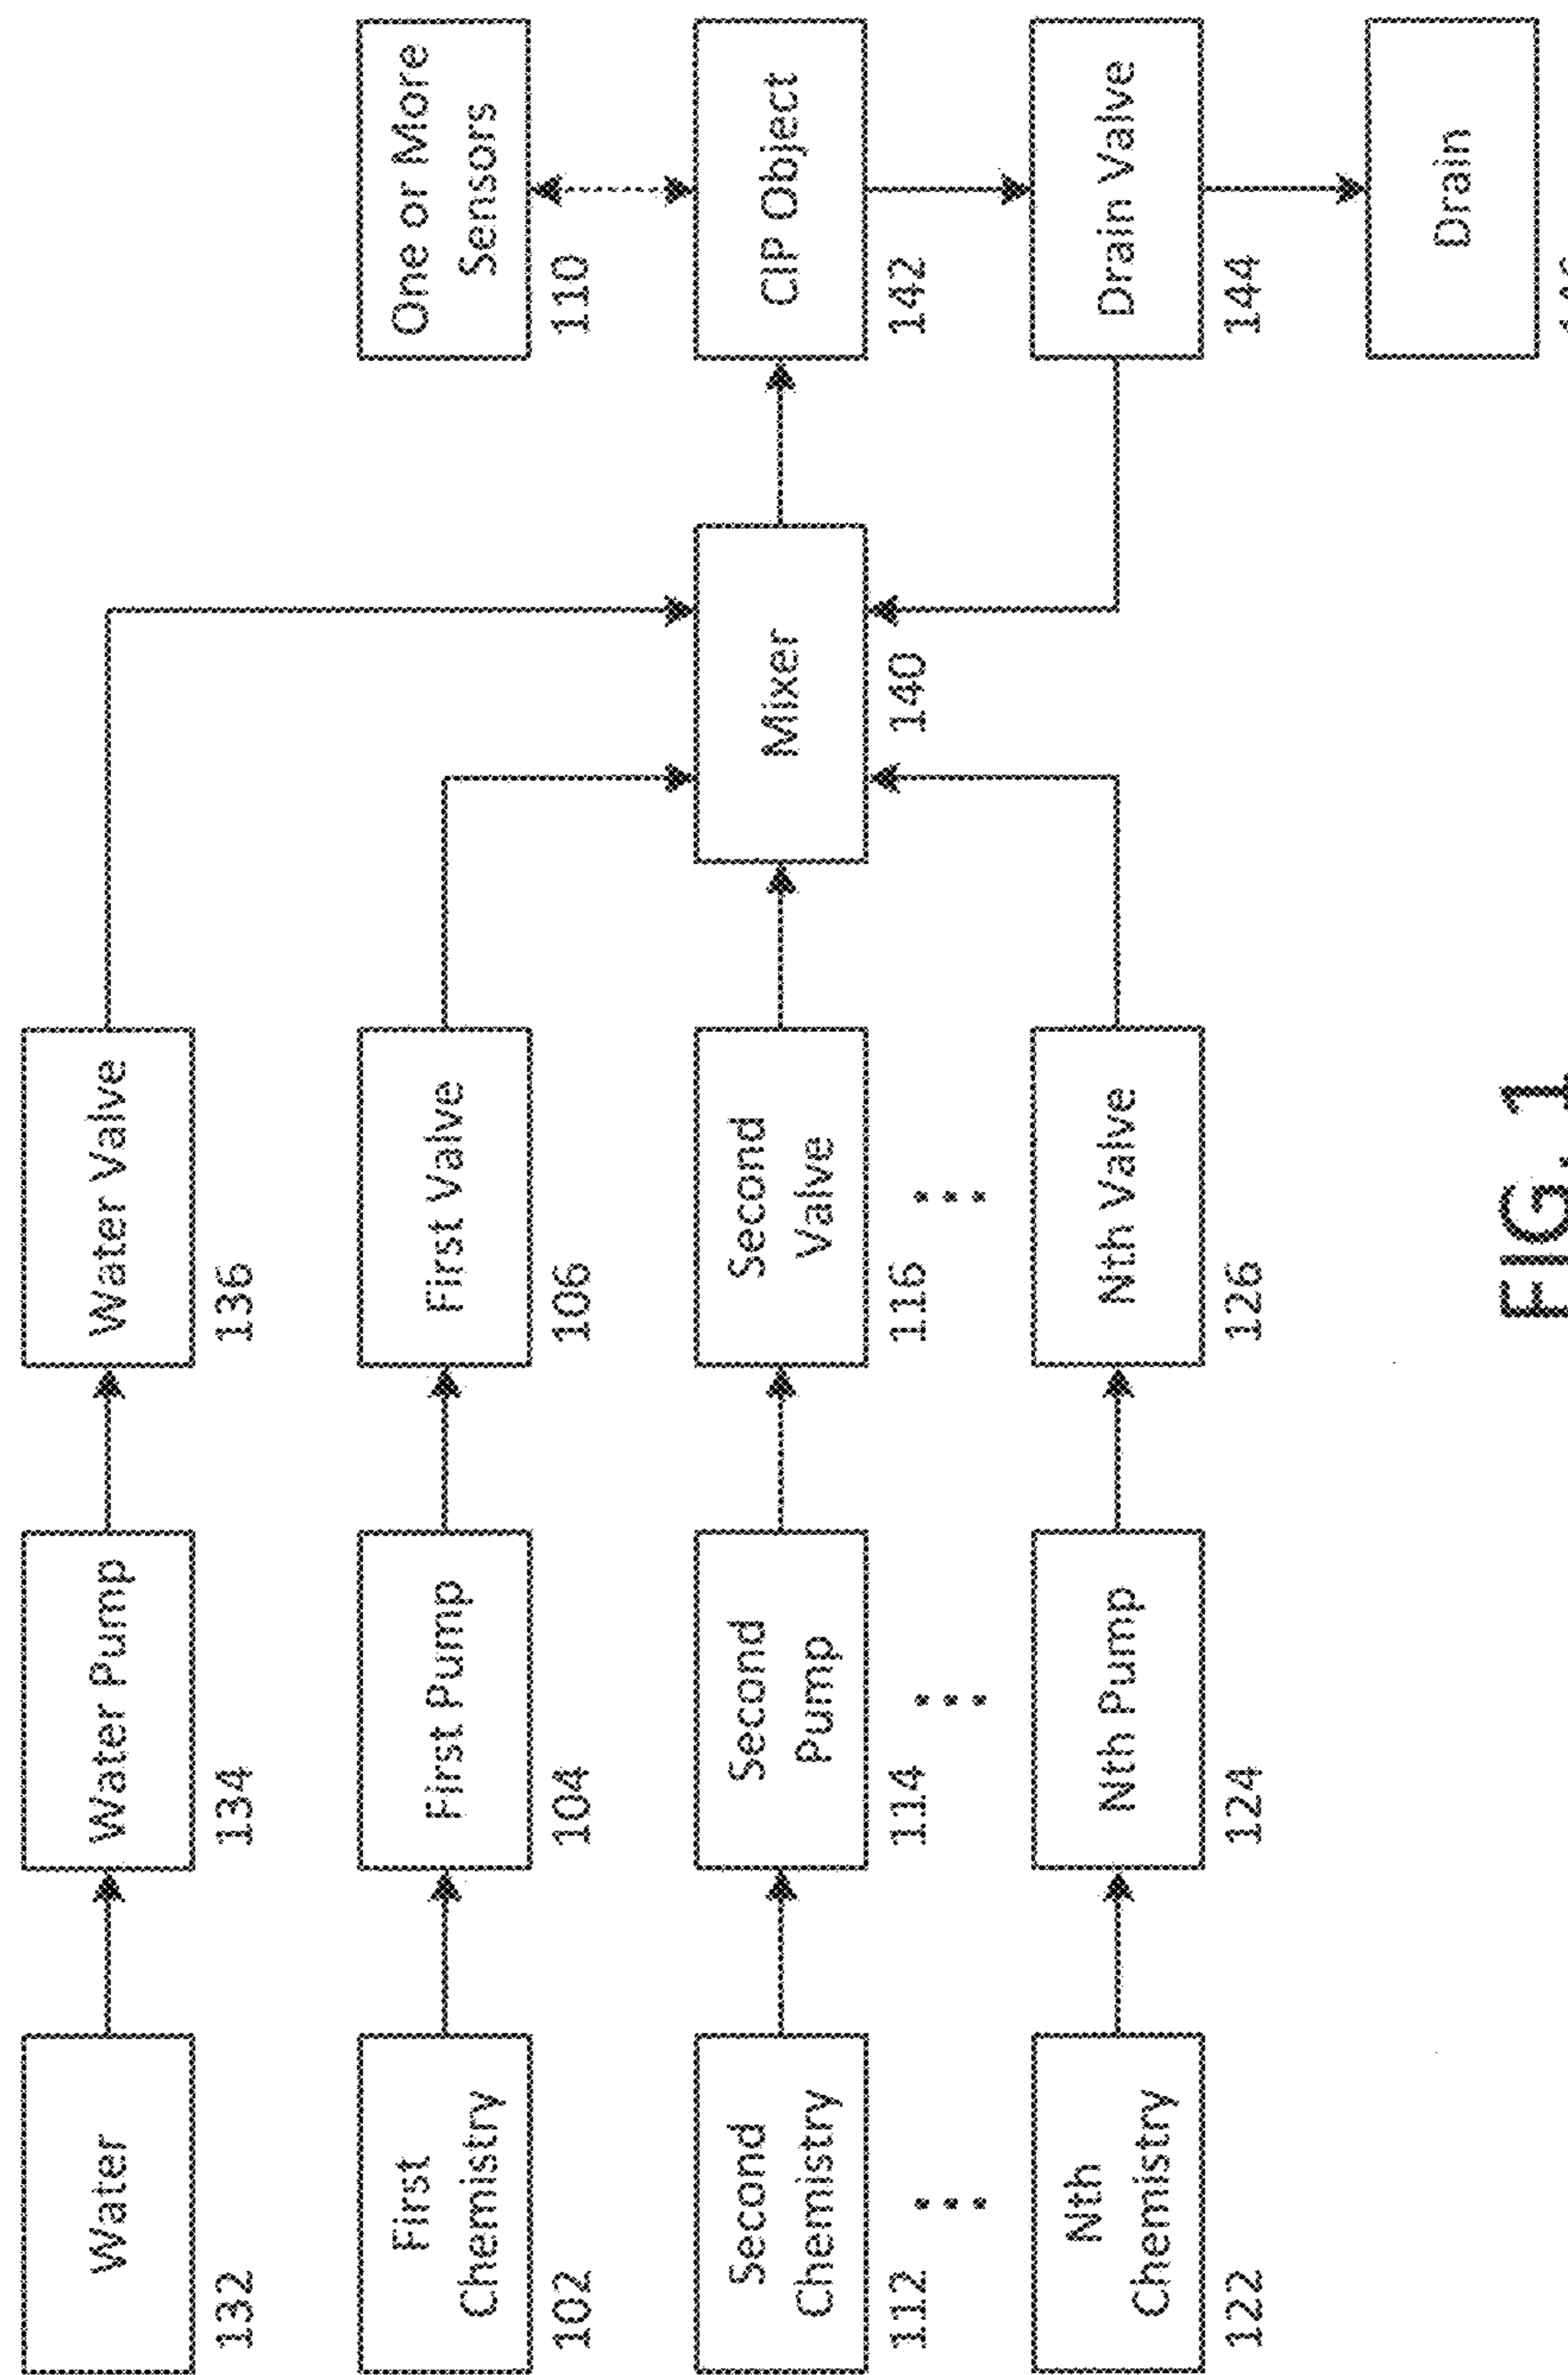 Water
132
Water Pump
134
Water Valve
136
First
Chemistry
102
First Pump
104
First Valve
106
One or More
Sensors
110
Second
Chemistry
112
Second
Pump
114
Second
Valve
116
Mixer
140
CIP Object
142
Nth
Chemistry
122
Nth Pump
124
Nth Valve
126
Drain Valve
144
Drain
FIG. 1